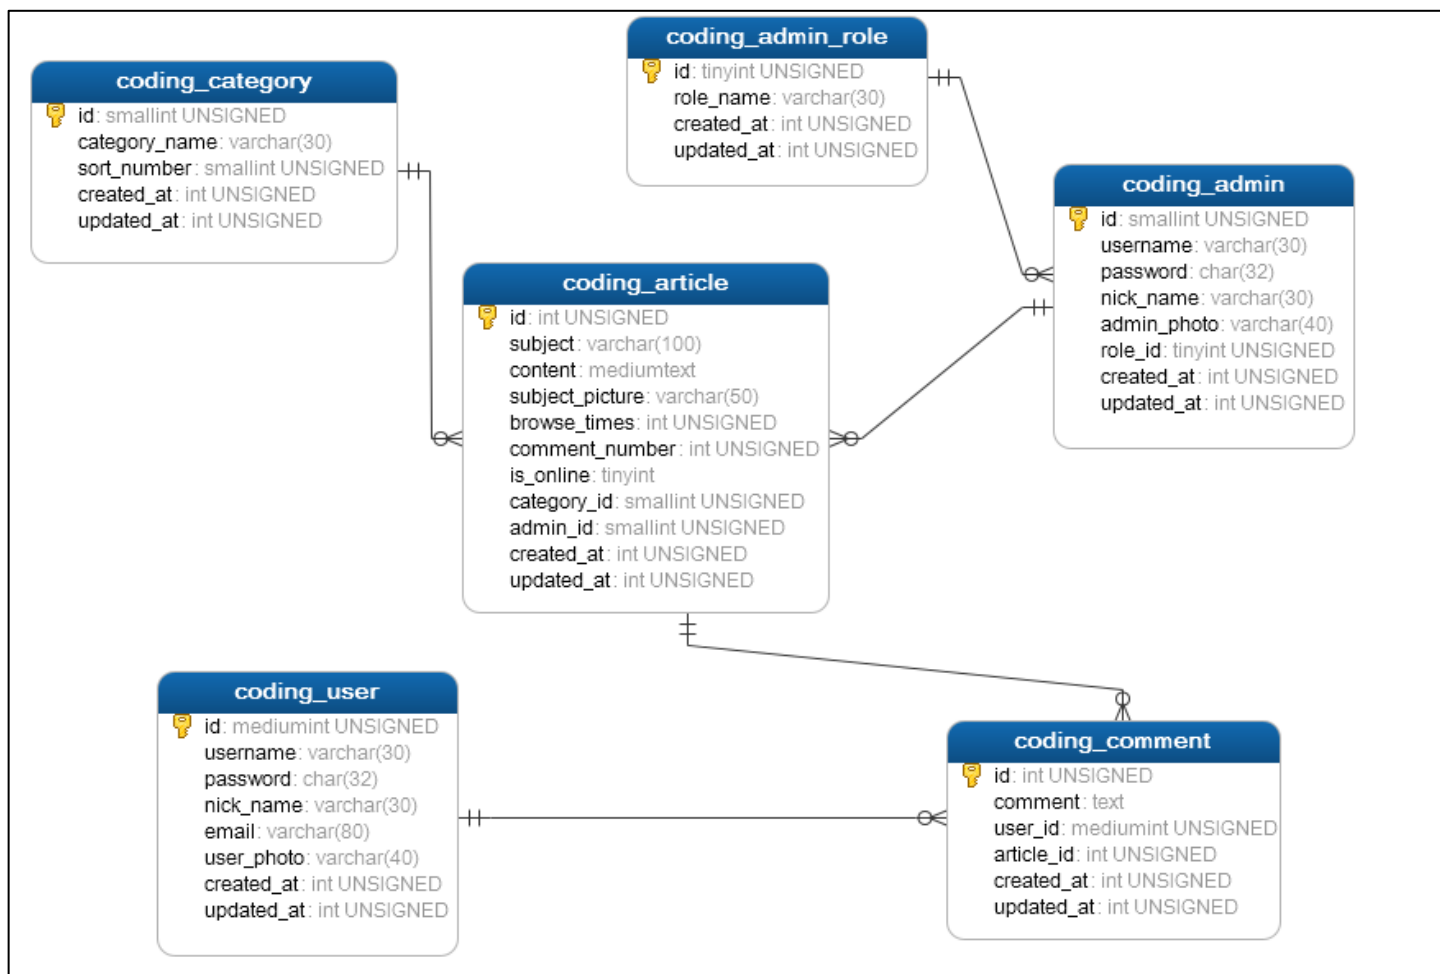 coding_category
id: smallint UNSIGNED
category_name: varchar(30)
sort_number: smallint UNSIGNED
created_at: int UNSIGNED
updated_at: int UNSIGNED
coding_admin_role
id: tinyint UNSIGNED
role_name: varchar(30)
created_at: int UNSIGNED
updated_at: int UNSIGNED
coding_admin
id: smallint UNSIGNED
username: varchar(30)
password: char(32)
nick_name: varchar(30)
admin_photo: varchar(40)
role_id: tinyint UNSIGNED
created_at: int UNSIGNED
updated_at: int UNSIGNED
coding_article
id: int UNSIGNED
subject: varchar(100)
content: mediumtext
subject_picture: varchar(50)
browse_times: int UNSIGNED
comment_number: int UNSIGNED
is_online: tinyint
category_id: smallint UNSIGNED
admin_id: smallint UNSIGNED
created_at: int UNSIGNED
updated_at: int UNSIGNED
coding_user
id: mediumint UNSIGNED
username: varchar(30)
password: char(32)
nick_name: varchar(30)
email: varchar(80)
user_photo: varchar(40)
created_at: int UNSIGNED
updated_at: int UNSIGNED
coding_comment
id: int UNSIGNED
comment: text
user_id: mediumint UNSIGNED
article_id: int UNSIGNED
created_at: int UNSIGNED
updated_at: int UNSIGNED